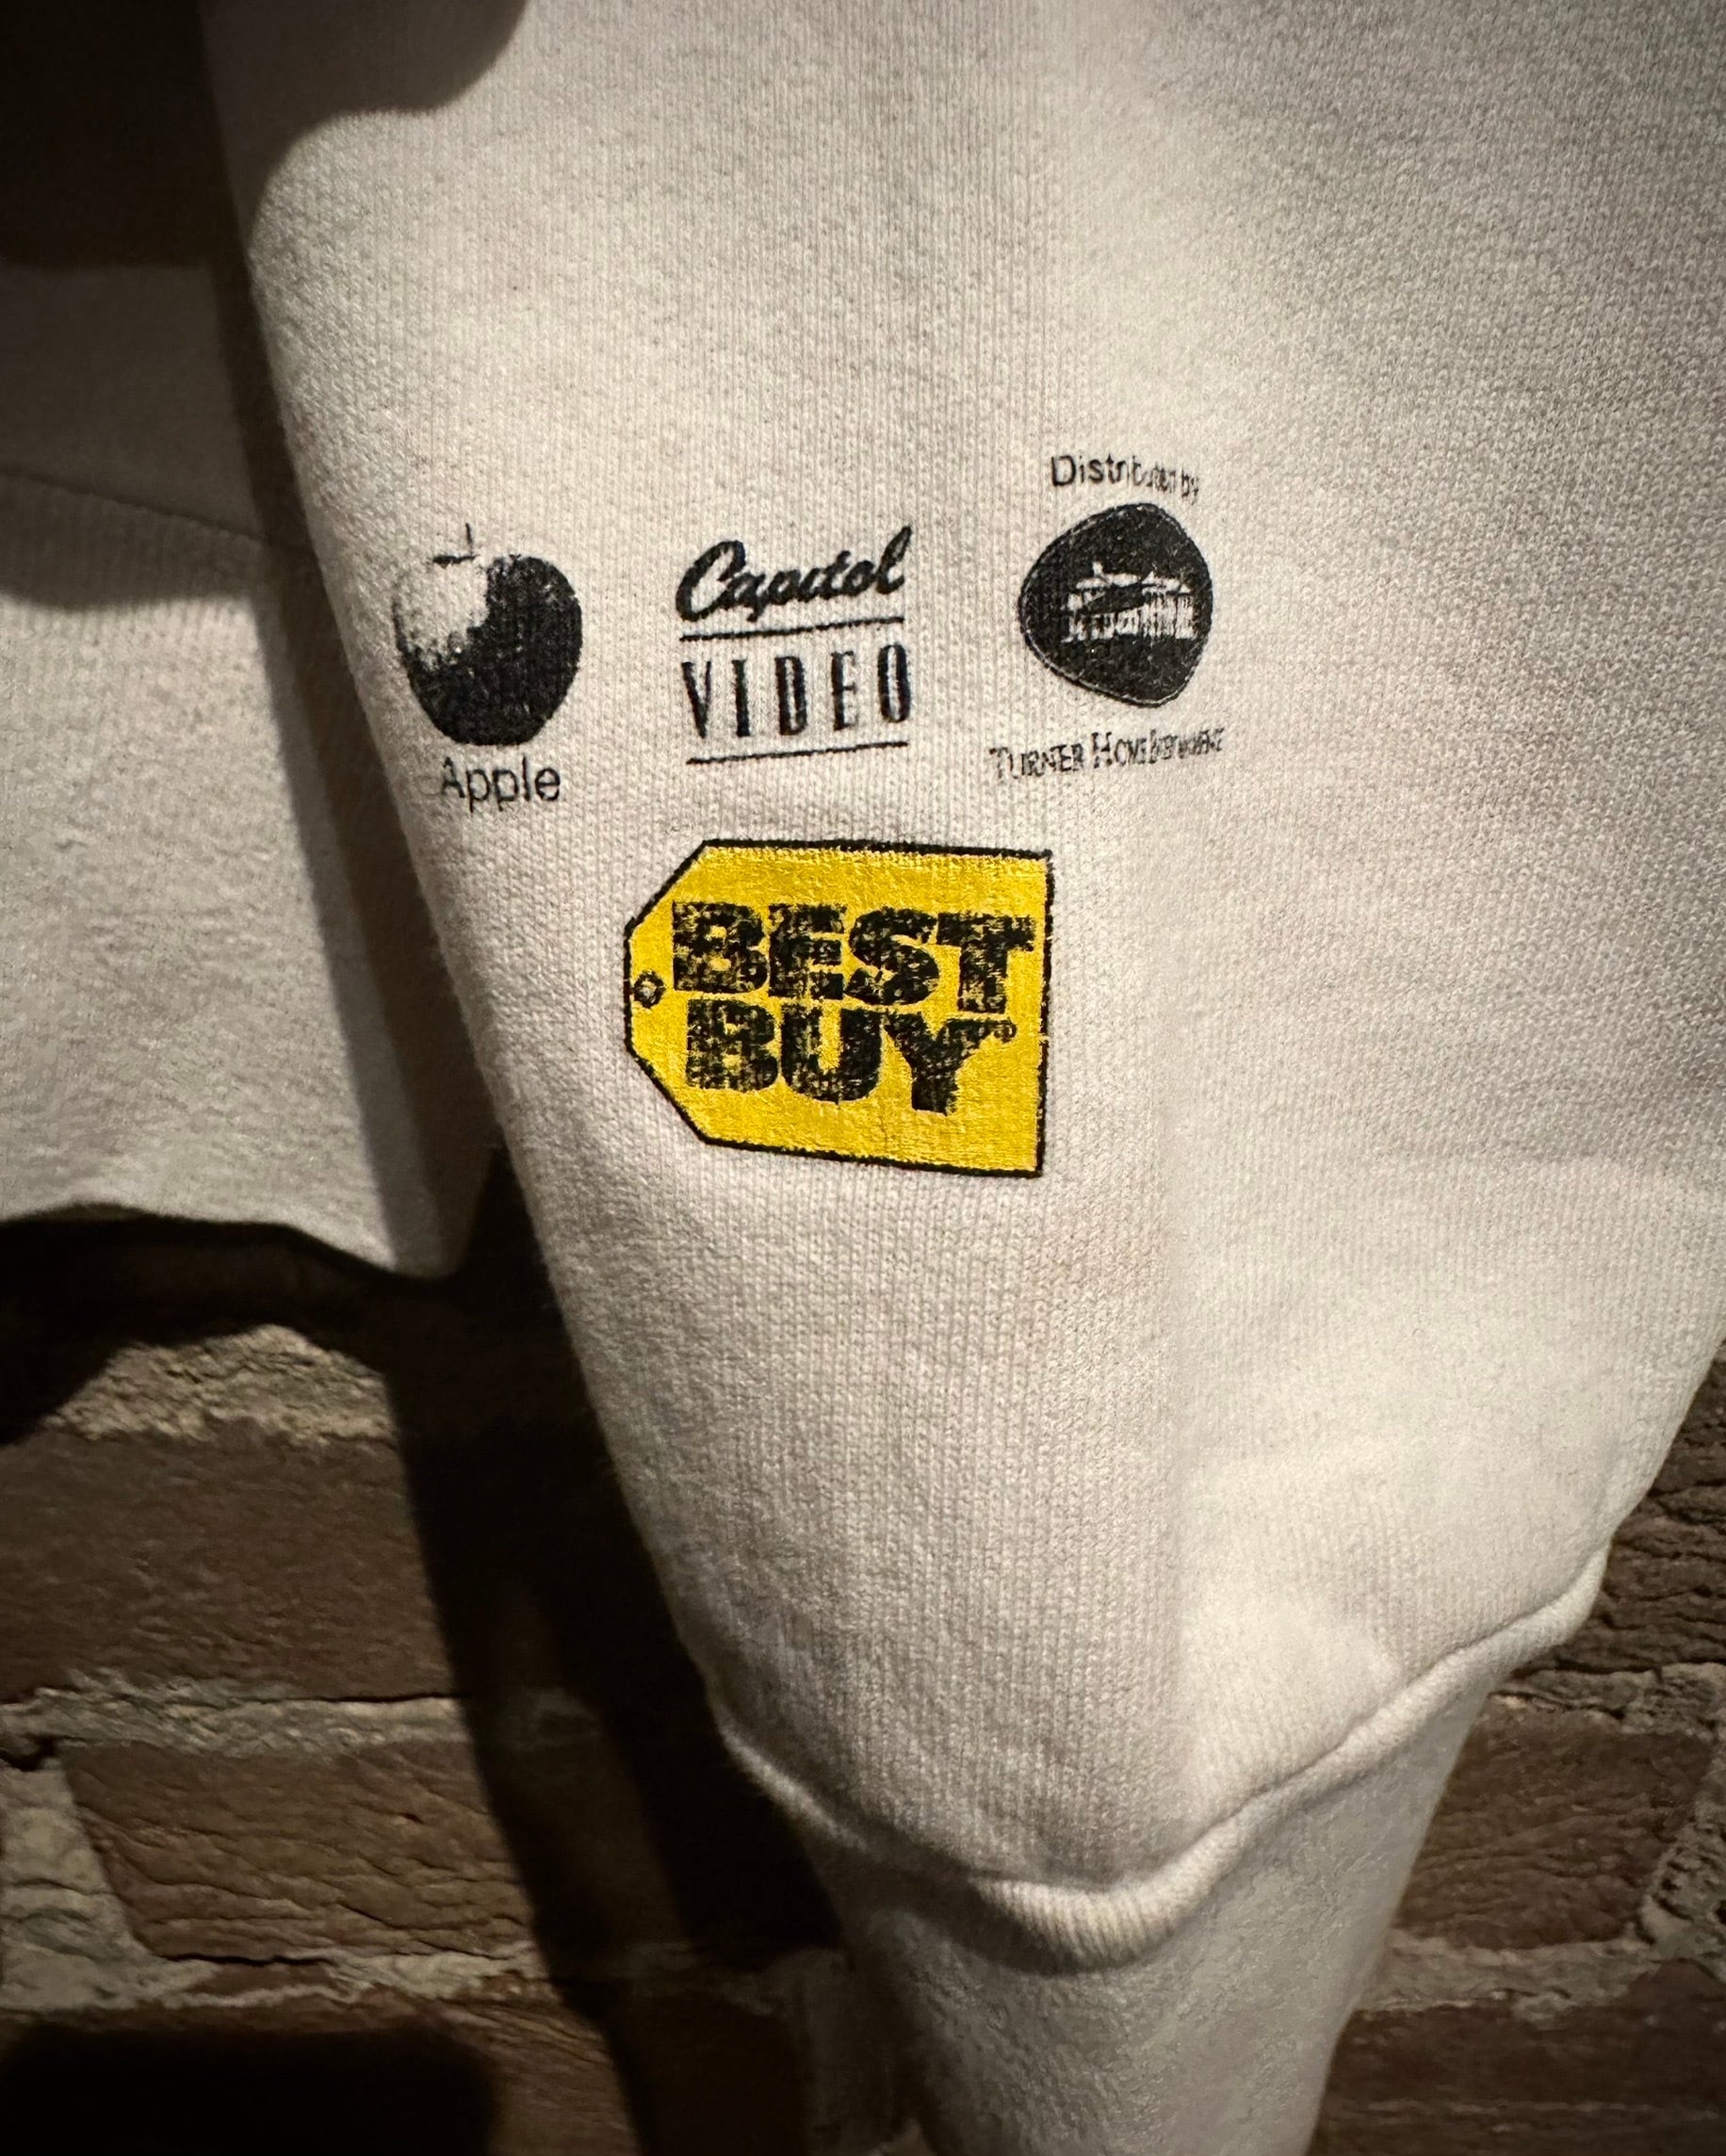 Distributed by
Apple
Capitol
VIDEO
TURNER HOME ENTERTAINMENT
BEST
BUY®